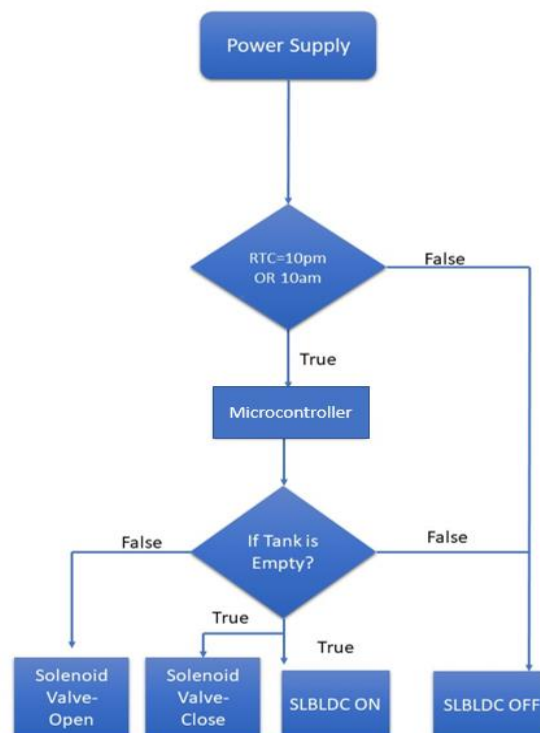 Power Supply
RTC=10pm
OR 10am
False
True
Microcontroller
If Tank is
Empty?
False
False
True
True
Solenoid
Valve-
Open
Solenoid
Valve-
Close
SLBLDC ON
SLBLDC OFF